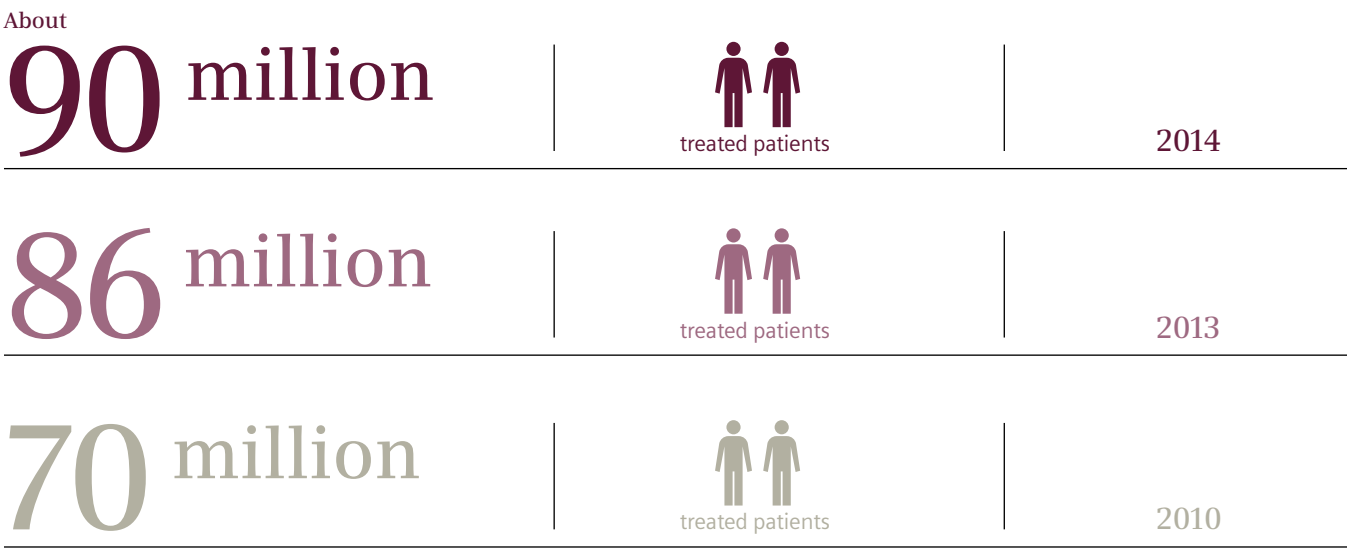 About
90 million
treated patients
2014
86 million
treated patients
2013
70 million
treated patients
2010